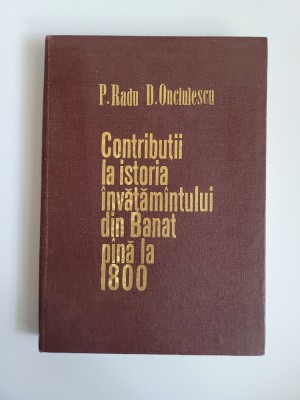 P. Radu D. Onciulescu
Contribuții
la istoria
învățămîntului
din Banat
pînă la
1800